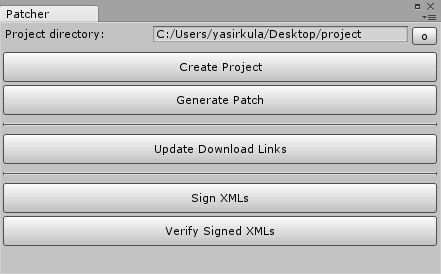 Patcher
Project directory: C:/Users/yasirkula/Desktop/project o
Create Project
Generate Patch
Update Download Links
Sign XMLs
Verify Signed XMLs